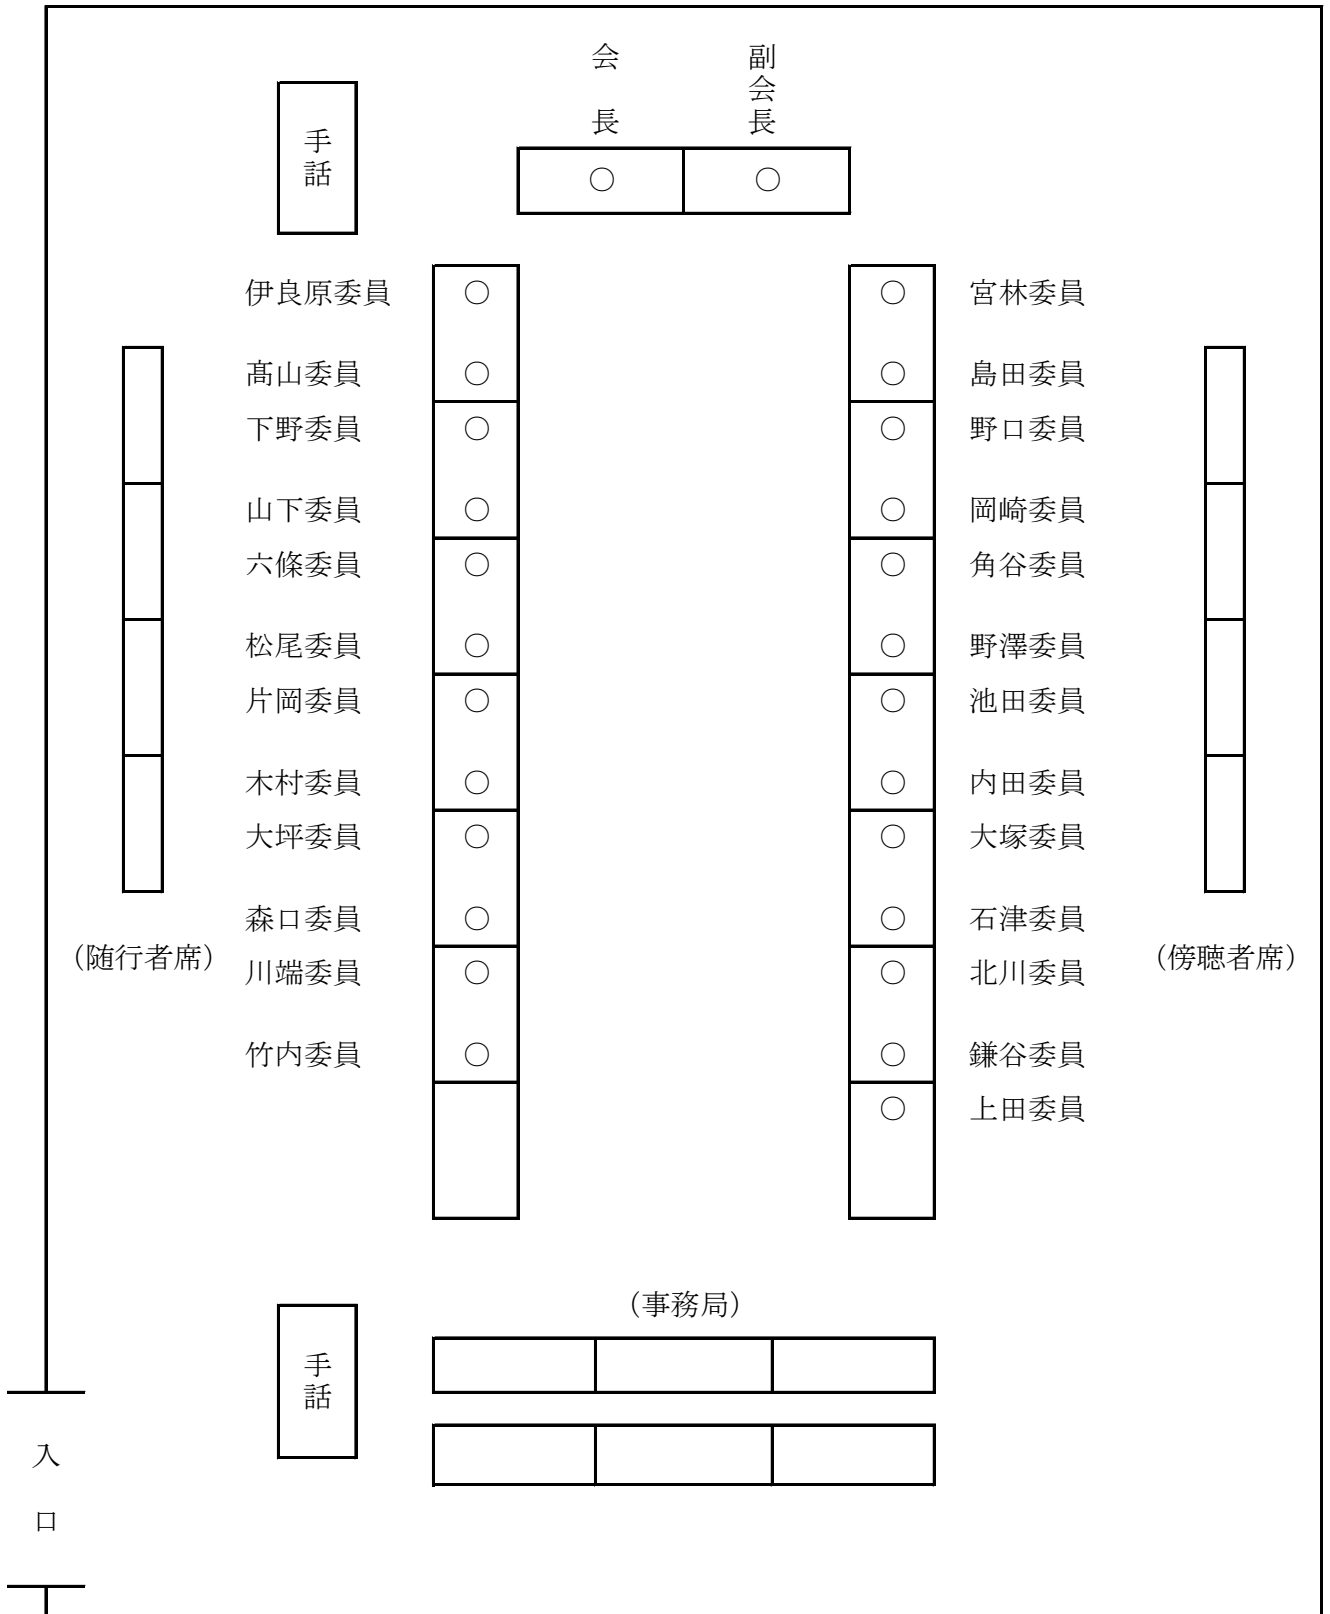 会長
副会長
手話
○ ○
伊良原委員 ○ ○ 宮林委員
髙山委員 ○ ○ 島田委員
下野委員 ○ ○ 野口委員
山下委員 ○ ○ 岡崎委員
六條委員 ○ ○ 角谷委員
松尾委員 ○ ○ 野澤委員
片岡委員 ○ ○ 池田委員
木村委員 ○ ○ 内田委員
大坪委員 ○ ○ 大塚委員
森口委員 ○ ○ 石津委員
（随行者席） （傍聴者席）
川端委員 ○ ○ 北川委員
竹内委員 ○ ○ 鎌谷委員
○ 上田委員
（事務局）
手話
入口